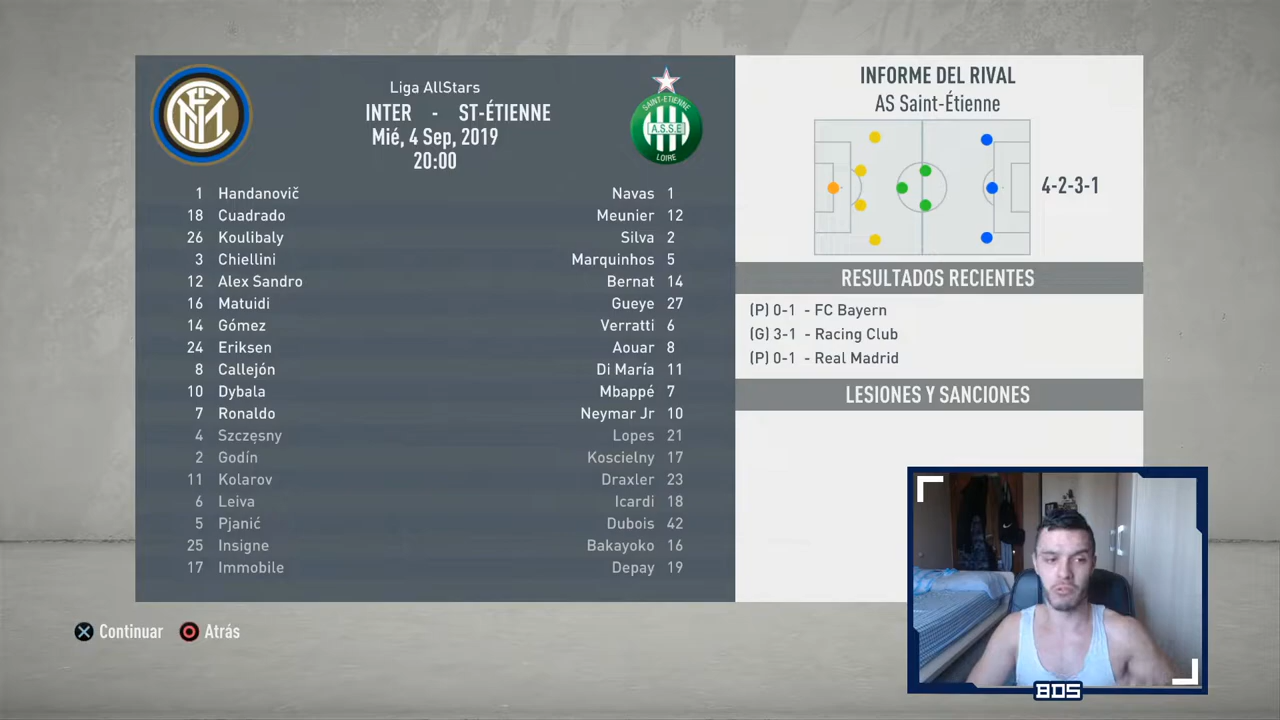 Liga AllStars
INTER - ST-ÉTIENNE
Mié, 4 Sep, 2019
20:00
SAINT-ETIENNE
A.S.S.E
LOIRE
1 Handanovič Navas 1
18 Cuadrado Meunier 12
26 Koulibaly Silva 2
3 Chiellini Marquinhos 5
12 Alex Sandro Bernat 14
16 Matuidi Gueye 27
14 Gómez Verratti 6
24 Eriksen Aouar 8
8 Callejón Di María 11
10 Dybala Mbappé 7
7 Ronaldo Neymar Jr 10
4 Szczęsny Lopes 21
2 Godín Koscielny 17
11 Kolarov Draxler 23
6 Leiva Icardi 18
5 Pjanić Dubois 42
25 Insigne Bakayoko 16
17 Immobile Depay 19
INFORME DEL RIVAL
AS Saint-Étienne
4-2-3-1
RESULTADOS RECIENTES
(P) 0-1 - FC Bayern
(G) 3-1 - Racing Club
(P) 0-1 - Real Madrid
LESIONES Y SANCIONES
Continuar Atrás
BDS